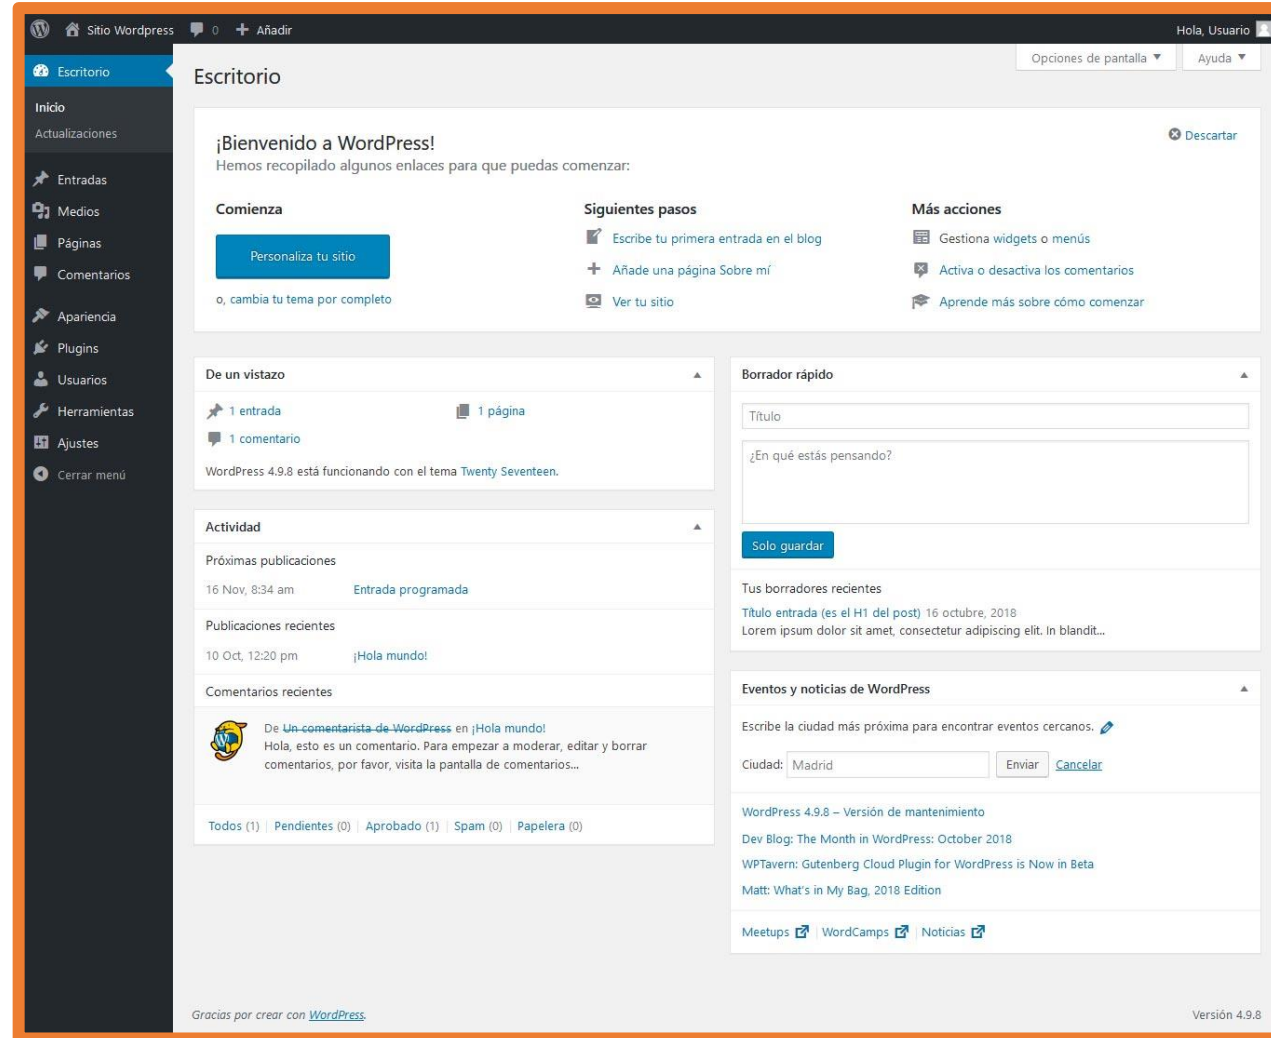 Sitio Wordpress 0 + Añadir Hola, Usuario
Escritorio
Inicio
Actualizaciones
Entradas
Medios
Páginas
Comentarios
Apariencia
Plugins
Usuarios
Herramientas
Ajustes
Cerrar menú
Opciones de pantalla Ayuda
Escritorio
¡Bienvenido a WordPress!
Descartar
Hemos recopilado algunos enlaces para que puedas comenzar:
Comienza
Personaliza tu sitio
o, cambia tu tema por completo
Siguientes pasos
Escribe tu primera entrada en el blog
Añade una página Sobre mí
Ver tu sitio
Más acciones
Gestiona widgets o menús
Activa o desactiva los comentarios
Aprende más sobre cómo comenzar
De un vistazo
1 entrada 1 página
1 comentario
WordPress 4.9.8 está funcionando con el tema Twenty Seventeen.
Actividad
Próximas publicaciones
16 Nov, 8:34 am Entrada programada
Publicaciones recientes
10 Oct, 12:20 pm ¡Hola mundo!
Comentarios recientes
De Un comentarista de WordPress en ¡Hola mundo!
Hola, esto es un comentario. Para empezar a moderar, editar y borrar
comentarios, por favor, visita la pantalla de comentarios...
Todos (1) | Pendientes (0) | Aprobado (1) | Spam (0) | Papelera (0)
Borrador rápido
Título
¿En qué estás pensando?
Solo guardar
Tus borradores recientes
Título entrada (es el H1 del post) 16 octubre, 2018
Lorem ipsum dolor sit amet, consectetur adipiscing elit. In blandit...
Eventos y noticias de WordPress
Escribe la ciudad más próxima para encontrar eventos cercanos.
Ciudad: Madrid Enviar Cancelar
WordPress 4.9.8 – Versión de mantenimiento
Dev Blog: The Month in WordPress: October 2018
WPTavern: Gutenberg Cloud Plugin for WordPress is Now in Beta
Matt: What's in My Bag, 2018 Edition
Meetups | WordCamps | Noticias
Gracias por crear con WordPress.
Versión 4.9.8